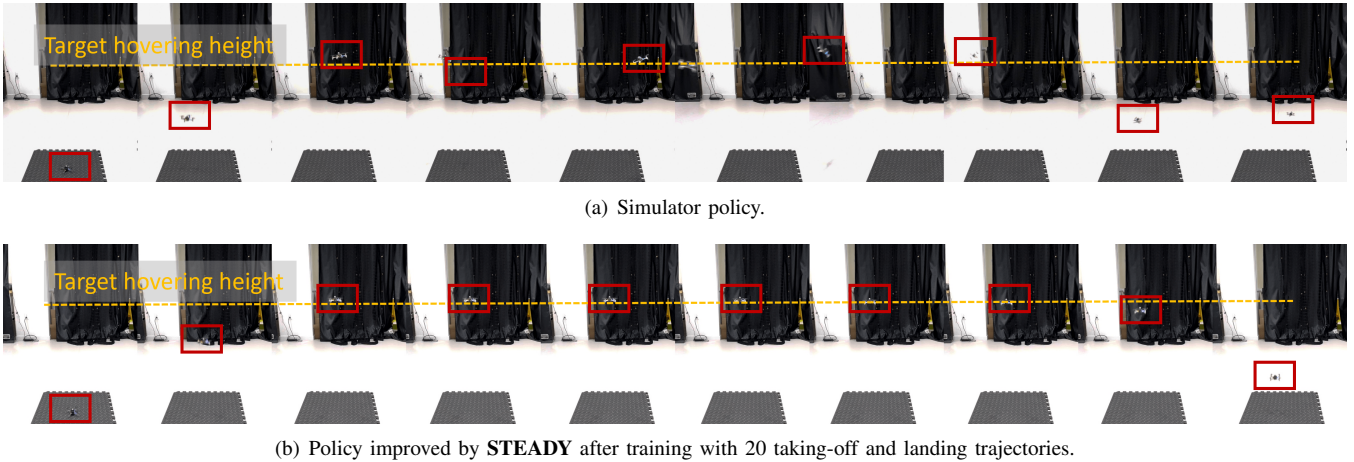 Target hovering height
(a) Simulator policy.
Target hovering height
(b) Policy improved by STEADY after training with 20 taking-off and landing trajectories.